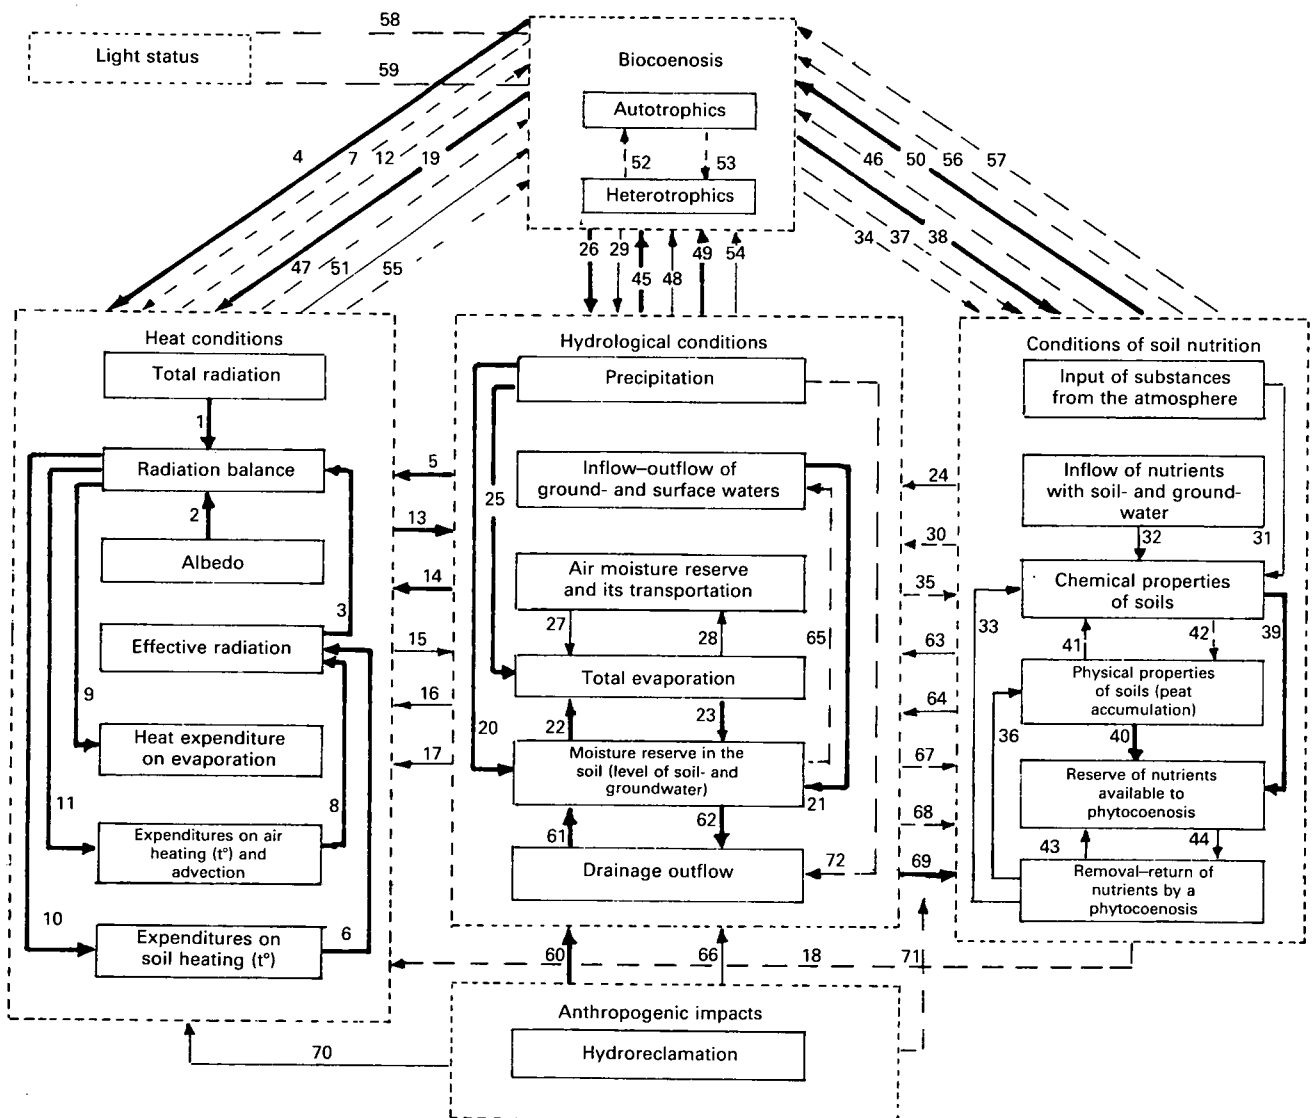 58
Light status
59
Biocoenosis
Autotrophics
52
53
Heterotrophics
4
7
12
19
46
50
56
57
47
51
55
26
29
45
48
49
54
34
37
38
Heat conditions
Total radiation
1
Radiation balance
2
Albedo
3
Effective radiation
9
Heat expenditure
on evaporation
11
8
Expenditures on air
heating (t°) and
advection
10
Expenditures on
soil heating (t°)
6
5
13
14
15
16
17
Hydrological conditions
Precipitation
25
Inflow–outflow of
ground- and surface waters
Air moisture reserve
and its transportation
27
28
65
Total evaporation
20
22
23
Moisture reserve in the
soil (level of soil- and
groundwater)
21
61
62
Drainage outflow
72
24
30
35
63
64
67
68
69
Conditions of soil nutrition
Input of substances
from the atmosphere
Inflow of nutrients
with soil- and ground-
water
32
31
Chemical properties
of soils
33
41
42
39
Physical properties
of soils (peat
accumulation)
36
40
Reserve of nutrients
available to
phytocoenosis
43
44
Removal–return of
nutrients by a
phytocoenosis
60
66
18
71
Anthropogenic impacts
Hydroreclamation
70